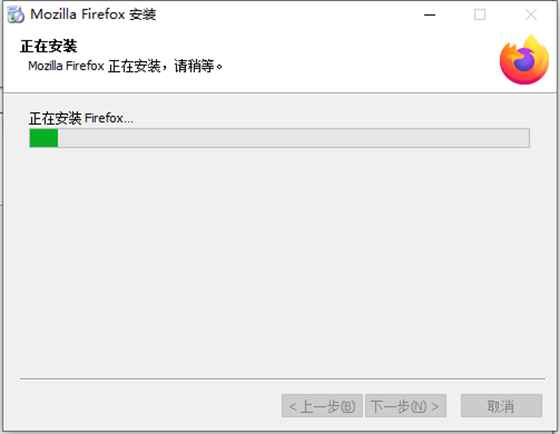 Mozilla Firefox 安装
正在安装
Mozilla Firefox 正在安装，请稍等。
正在安装 Firefox...
< 上一步(B)
下一步(N) >
取消